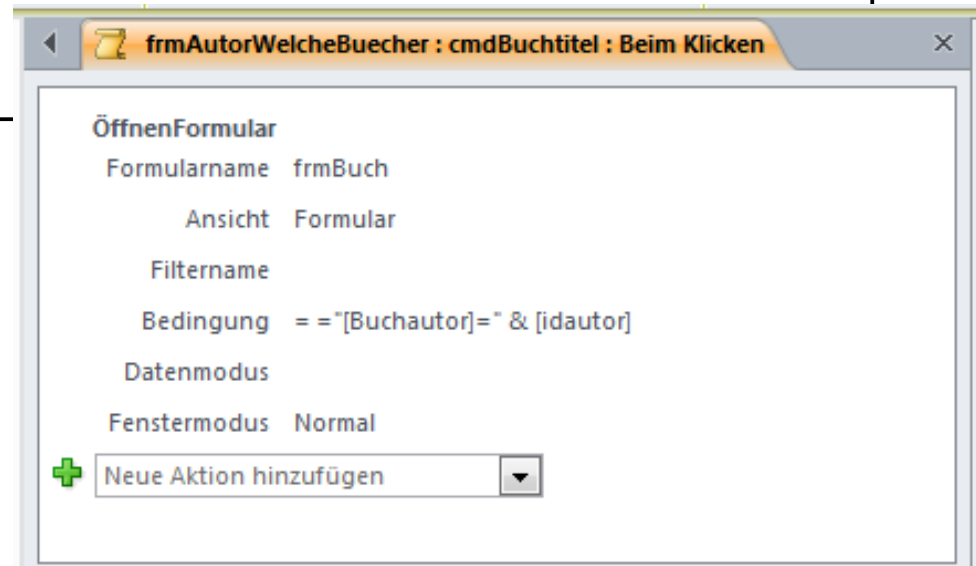 frmAutorWelcheBuecher : cmdBuchtitel : Beim Klicken
ÖffnenFormular
Formularname frmBuch
Ansicht Formular
Filtername
Bedingung = ="[Buchautor]=" & [idautor]
Datenmodus
Fenstermodus Normal
Neue Aktion hinzufügen